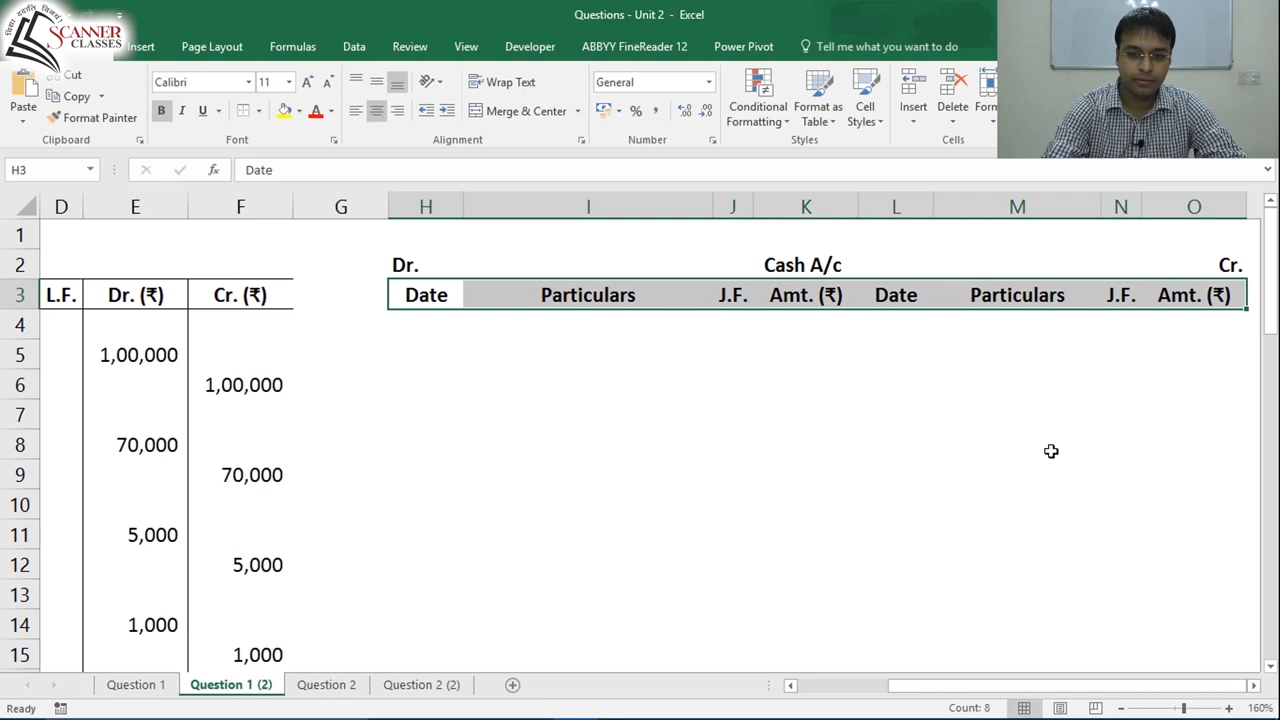 SCANNER
CLASSES
Questions - Unit 2 - Excel
Insert Page Layout Formulas Data Review View Developer ABBYY FineReader 12 Power Pivot Tell me what you want to do
Paste
Cut
Copy
Format Painter
Clipboard
Calibri 11
B I U
Font
Wrap Text
Merge & Center
Alignment
General
% ,
Number
Conditional Formatting
Format as Table
Cell Styles
Styles
Insert Delete
Cells
H3 fx Date
D E F G H I J K L M N O
1
2 Dr. Cash A/c Cr.
3 L.F. Dr. (₹) Cr. (₹) Date Particulars J.F. Amt. (₹) Date Particulars J.F. Amt. (₹)
4
5 1,00,000
6 1,00,000
7
8 70,000
9 70,000
10
11 5,000
12 5,000
13
14 1,000
15 1,000
Question 1 Question 1 (2) Question 2 Question 2 (2)
Ready Count: 8 160%